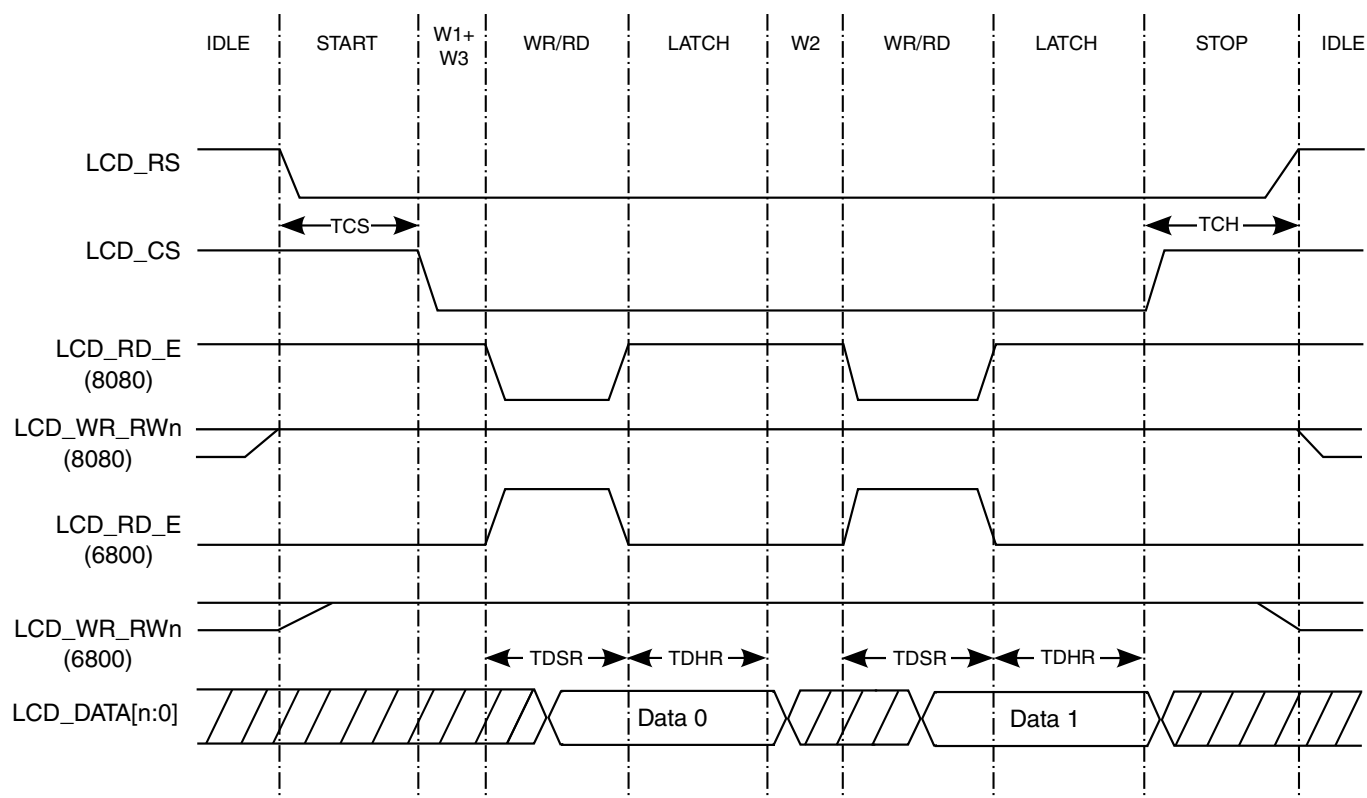 IDLE START W1+ W3 WR/RD LATCH W2 WR/RD LATCH STOP IDLE
LCD_RS
TCS TCH
LCD_CS
LCD_RD_E
(8080)
LCD_WR_RWn
(8080)
LCD_RD_E
(6800)
LCD_WR_RWn
(6800)
TDSR TDHR TDSR TDHR
LCD_DATA[n:0] Data 0 Data 1